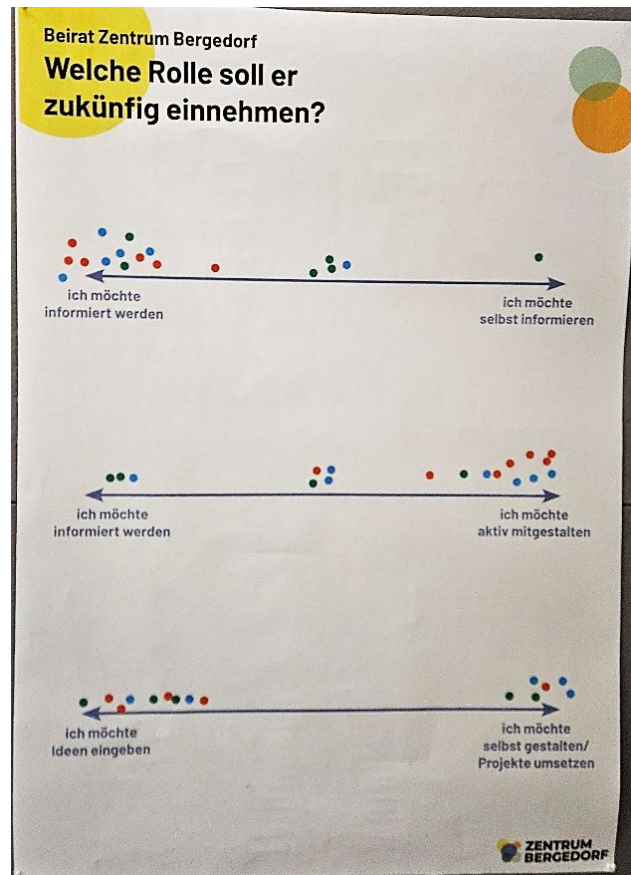 Beirat Zentrum Bergedorf
Welche Rolle soll er
zukünfig einnehmen?
ich möchte
informiert werden
ich möchte
selbst informieren
ich möchte
informiert werden
ich möchte
aktiv mitgestalten
ich möchte
Ideen eingeben
ich möchte
selbst gestalten/
Projekte umsetzen
ZENTRUM
BERGEDORF